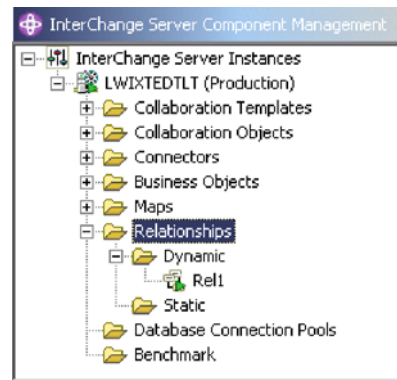 InterChange Server Component Management
InterChange Server Instances
LWIXTEDTLT (Production)
Collaboration Templates
Collaboration Objects
Connectors
Business Objects
Maps
Relationships
Dynamic
Rel1
Static
Database Connection Pools
Benchmark